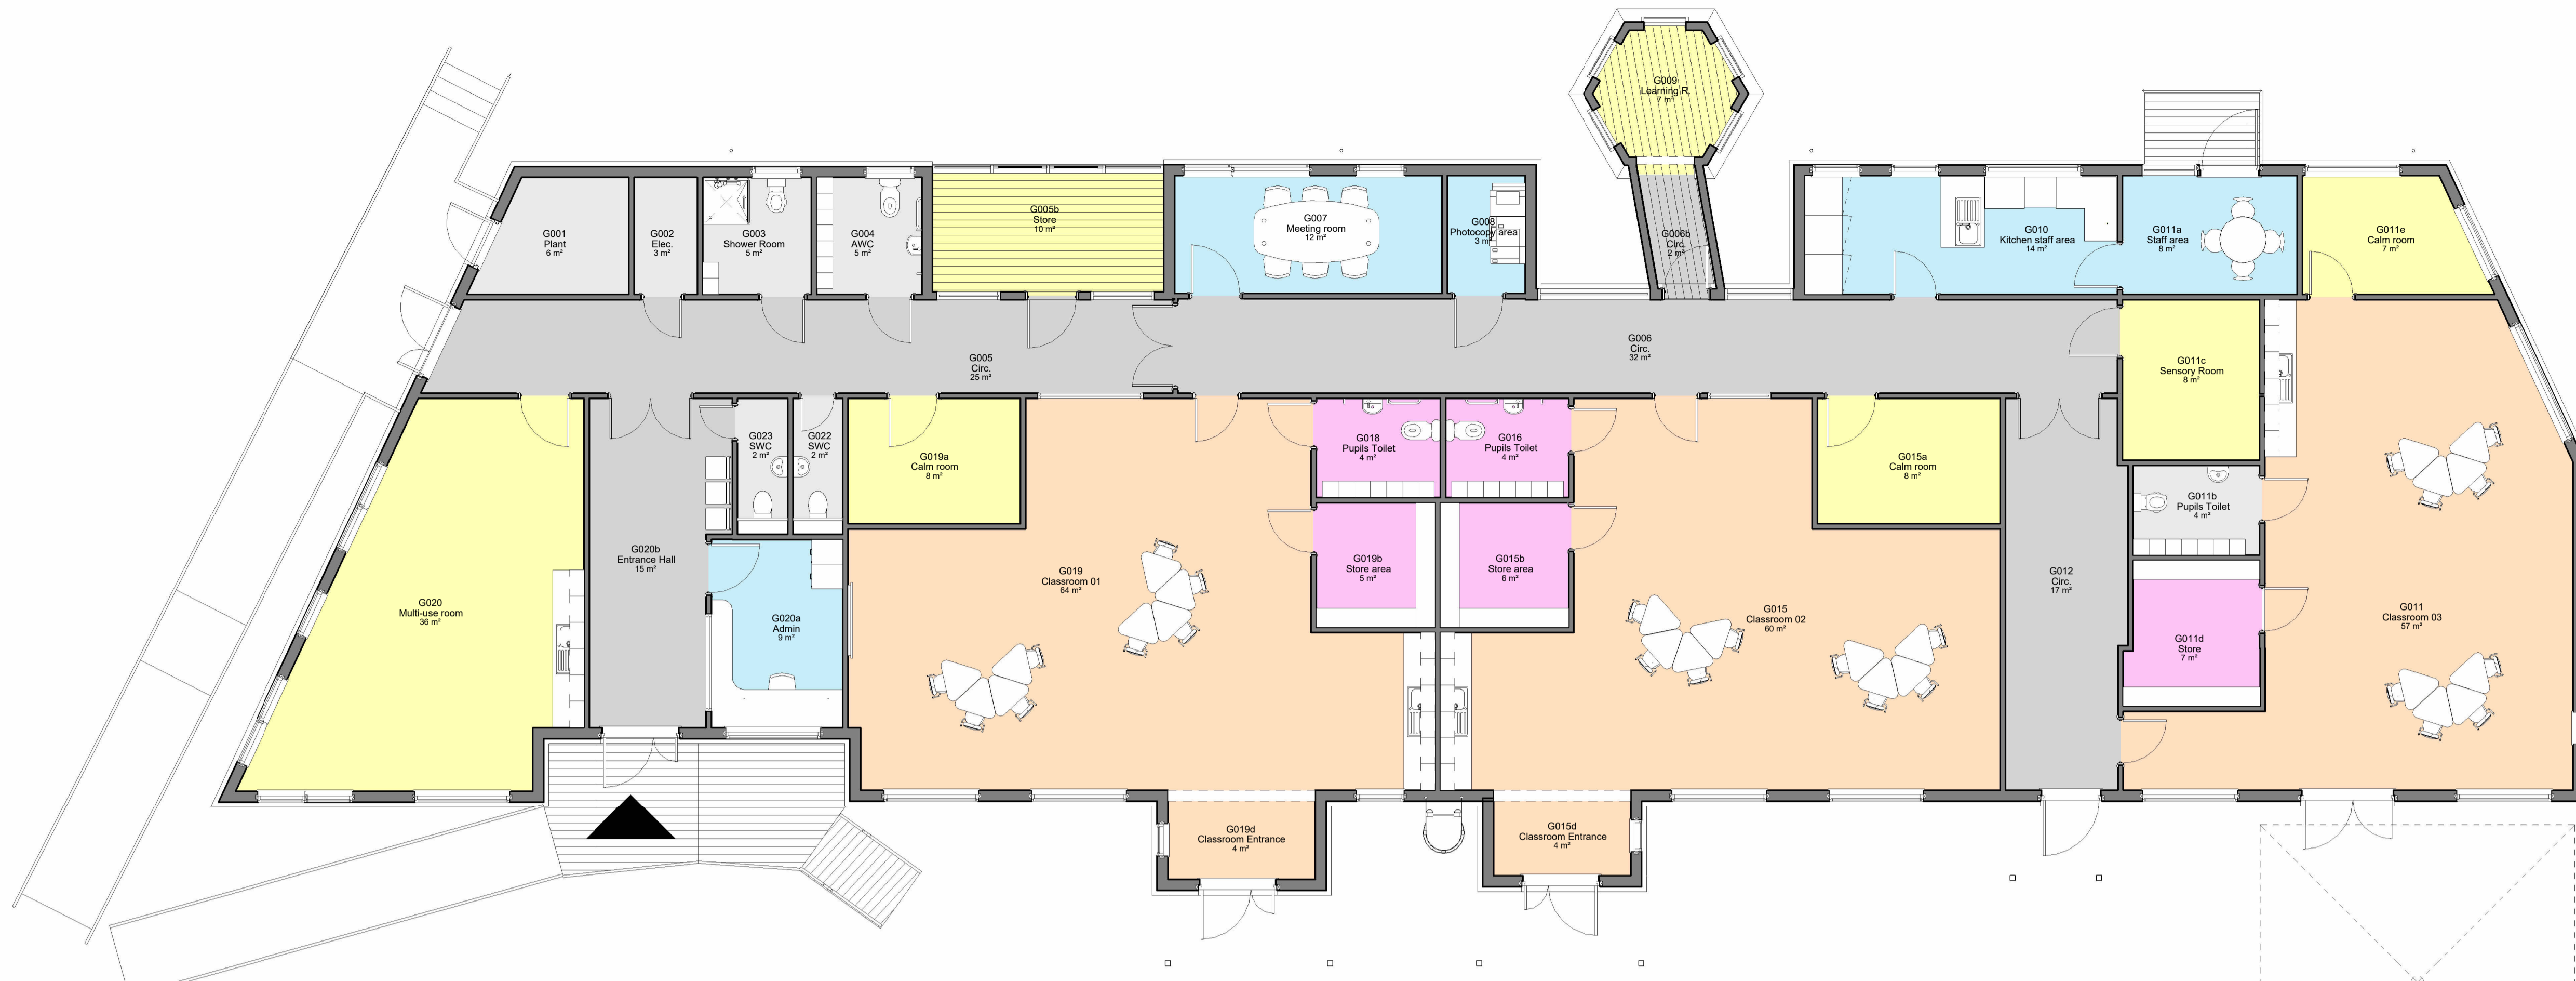 G009
Learning R.
7 m²
G001
Plant
6 m²
G002
Elec.
3 m²
G003
Shower Room
5 m²
G004
AWC
5 m²
G005b
Store
10 m²
G007
Meeting room
12 m²
G008
Photocopy area
3 m²
G006b
Circ.
2 m²
G010
Kitchen staff area
14 m²
G011a
Staff area
8 m²
G011e
Calm room
7 m²
G005
Circ.
25 m²
G006
Circ.
32 m²
G011c
Sensory Room
8 m²
G023
SWC
2 m²
G022
SWC
2 m²
G019a
Calm room
8 m²
G018
Pupils Toilet
4 m²
G016
Pupils Toilet
4 m²
G015a
Calm room
8 m²
G011b
Pupils Toilet
4 m²
G020b
Entrance Hall
15 m²
G019
Classroom 01
64 m²
G019b
Store area
5 m²
G015b
Store area
6 m²
G012
Circ.
17 m²
G020
Multi-use room
36 m²
G020a
Admin
9 m²
G015
Classroom 02
60 m²
G011
Classroom 03
57 m²
G011d
Store
7 m²
G019d
Classroom Entrance
4 m²
G015d
Classroom Entrance
4 m²